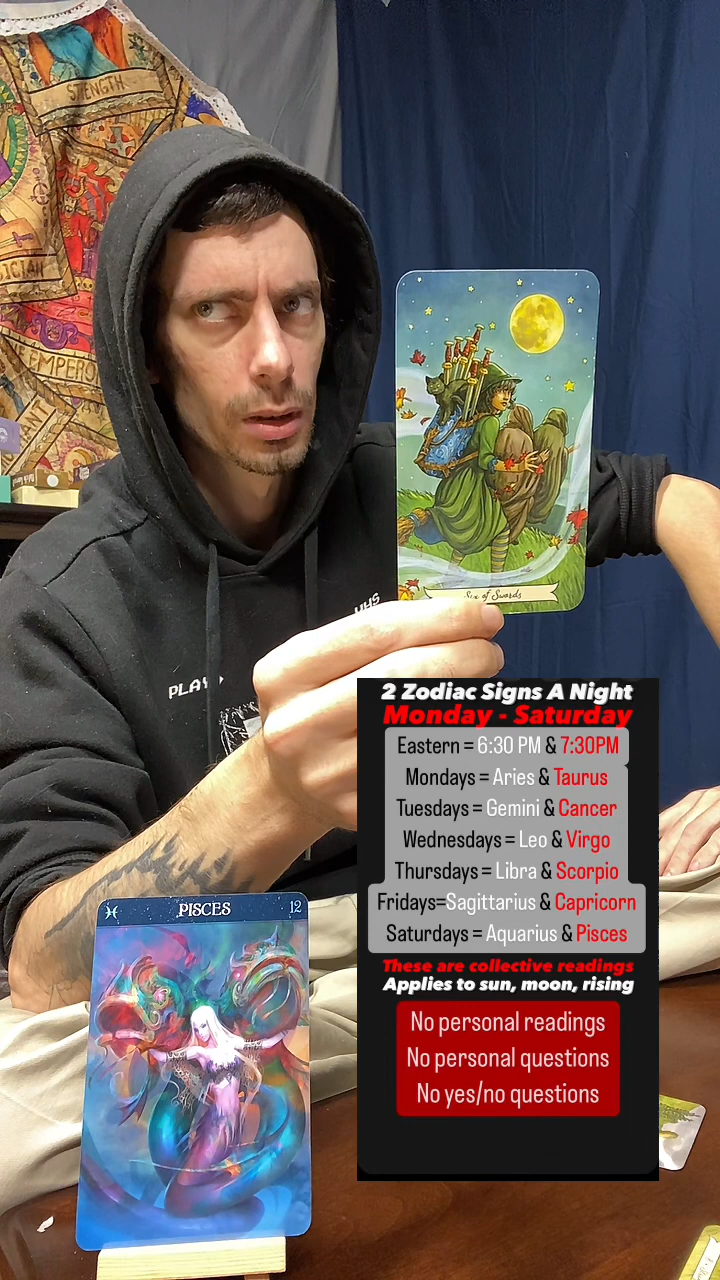 STRENGTH
EMPERO
Six of Swords
PLAY
2 Zodiac Signs A Night
Monday - Saturday
Eastern = 6:30 PM & 7:30PM
Mondays = Aries & Taurus
Tuesdays = Gemini & Cancer
Wednesdays = Leo & Virgo
Thursdays = Libra & Scorpio
Fridays=Sagittarius & Capricorn
Saturdays = Aquarius & Pisces
These are collective readings
Applies to sun, moon, rising
No personal readings
No personal questions
No yes/no questions
PISCES 12